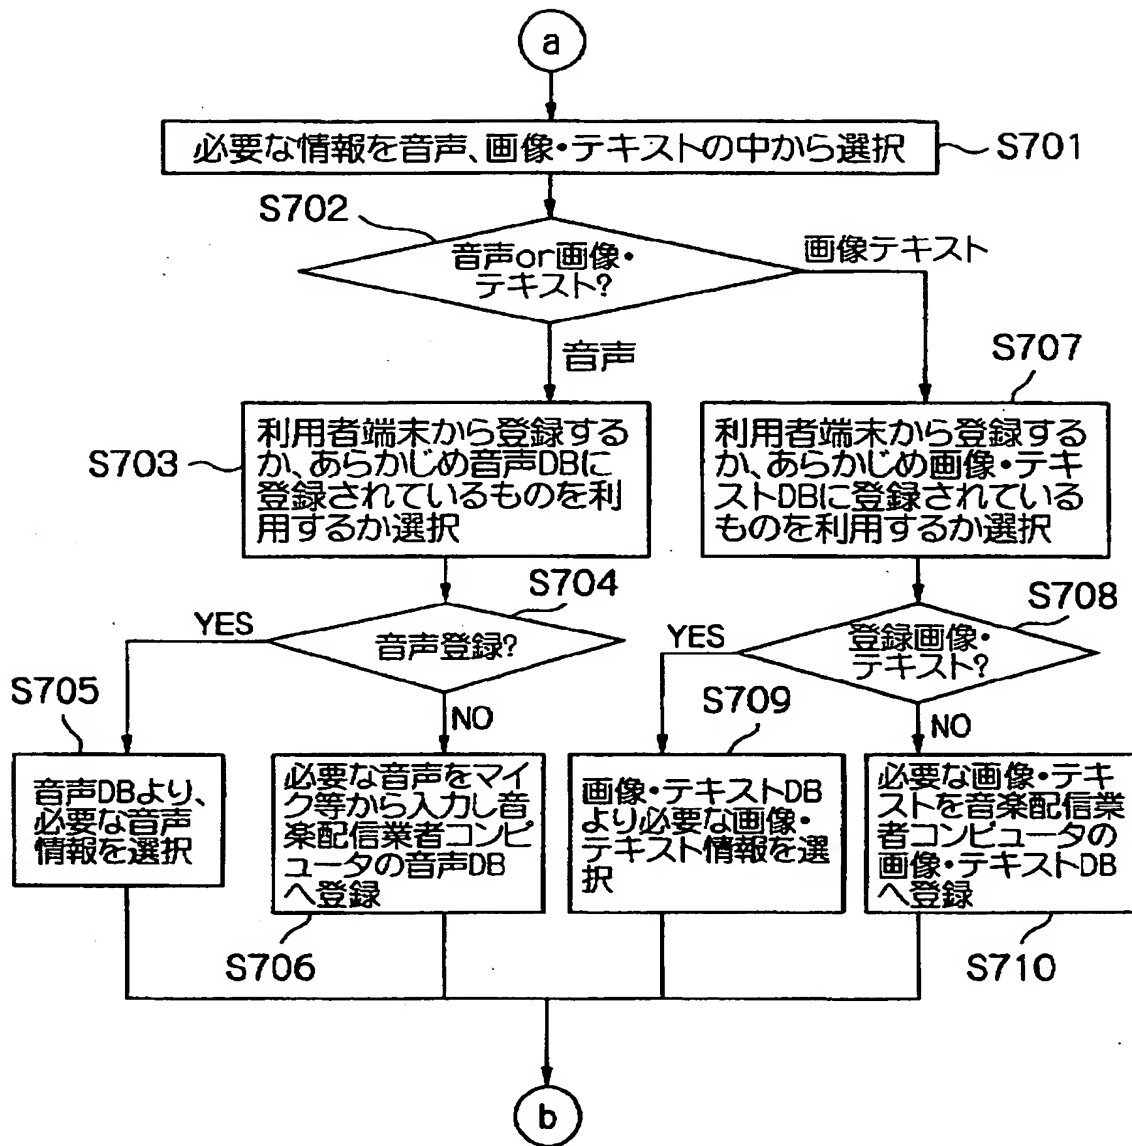 a
必要な情報を音声、画像・テキストの中から選択
S701
S702
音声or画像・
テキスト?
画像テキスト
音声
S707
S703
利用者端末から登録する
か、あらかじめ音声DBに
登録されているものを利
用するか選択
利用者端末から登録する
か、あらかじめ画像・テキ
ストDBに登録されている
ものを利用するか選択
S704
S708
YES
音声登録?
YES
登録画像・
テキスト?
S705
NO
S709
NO
音声DBより、
必要な音声
情報を選択
必要な音声をマイ
ク等から入力し音
楽配信業者コンピ
ュータの音声DB
へ登録
画像・テキストDB
より必要な画像・
テキスト情報を選
択
必要な画像・テキ
ストを音楽配信業
者コンピュータの
画像・テキストDB
へ登録
S706
S710
b